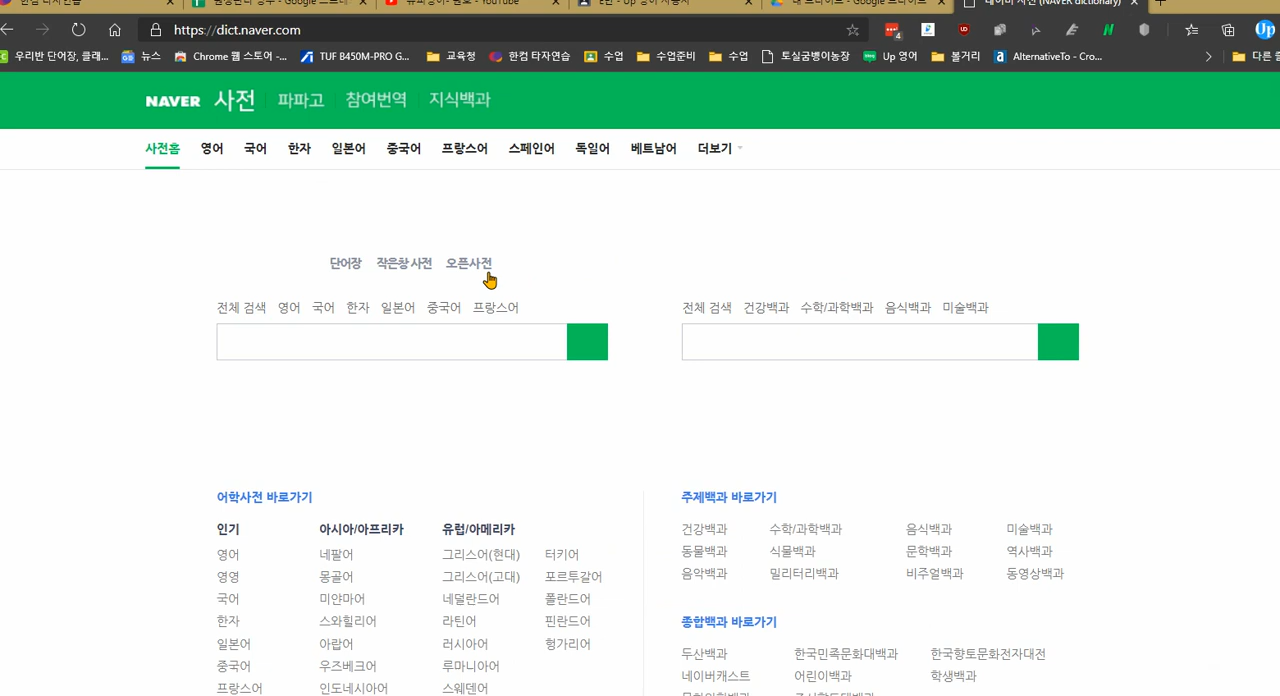 https://dict.naver.com
우리반 단어장, 클래... 뉴스 Chrome 웹 스토어 -... TUF B450M-PRO G... 교육청 한컴 타자연습 수업 수업준비 수업 토실굼벵이농장 Up 영어 볼거리 AlternativeTo - Cro...
NAVER 사전 파파고 참여번역 지식백과
사전홈 영어 국어 한자 일본어 중국어 프랑스어 스페인어 독일어 베트남어 더보기
단어장 작은창 사전 오픈사전
전체 검색 영어 국어 한자 일본어 중국어 프랑스어
전체 검색 건강백과 수학/과학백과 음식백과 미술백과
어학사전 바로가기
인기 아시아/아프리카 유럽/아메리카
영어 네팔어 그리스어(현대) 터키어
영영 몽골어 그리스어(고대) 포르투갈어
국어 미얀마어 네덜란드어 폴란드어
한자 스와힐리어 라틴어 핀란드어
일본어 아랍어 러시아어 헝가리어
중국어 우즈베크어 루마니아어
프랑스어 인도네시아어 스웨덴어
주제백과 바로가기
건강백과 수학/과학백과 음식백과 미술백과
동물백과 식물백과 문학백과 역사백과
음악백과 밀리터리백과 비주얼백과 동영상백과
종합백과 바로가기
두산백과 한국민족문화대백과 한국향토문화전자대전
네이버캐스트 어린이백과 학생백과